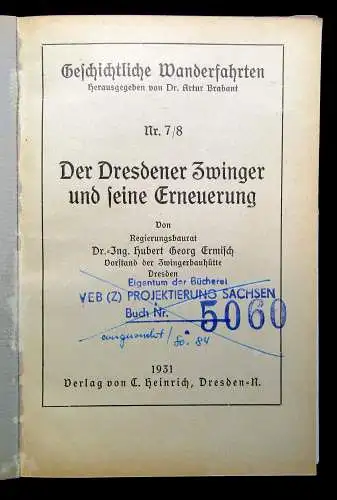 Geschichtliche Wanderfahrten
Herausgegeben von Dr. Artur Brabant
Nr. 7/8
Der Dresdener Zwinger
und seine Erneuerung
Von
Regierungsbaurat
Dr.-Ing. Hubert Georg Ermisch
Vorstand der Zwingerbauhütte
Dresden
Eigentum der Bücherei
VEB (Z) PROJEKTIERUNG SACHSEN
Buch Nr. 5060
ausgesondert / 84
1931
Verlag von C. Heinrich, Dresden-N.